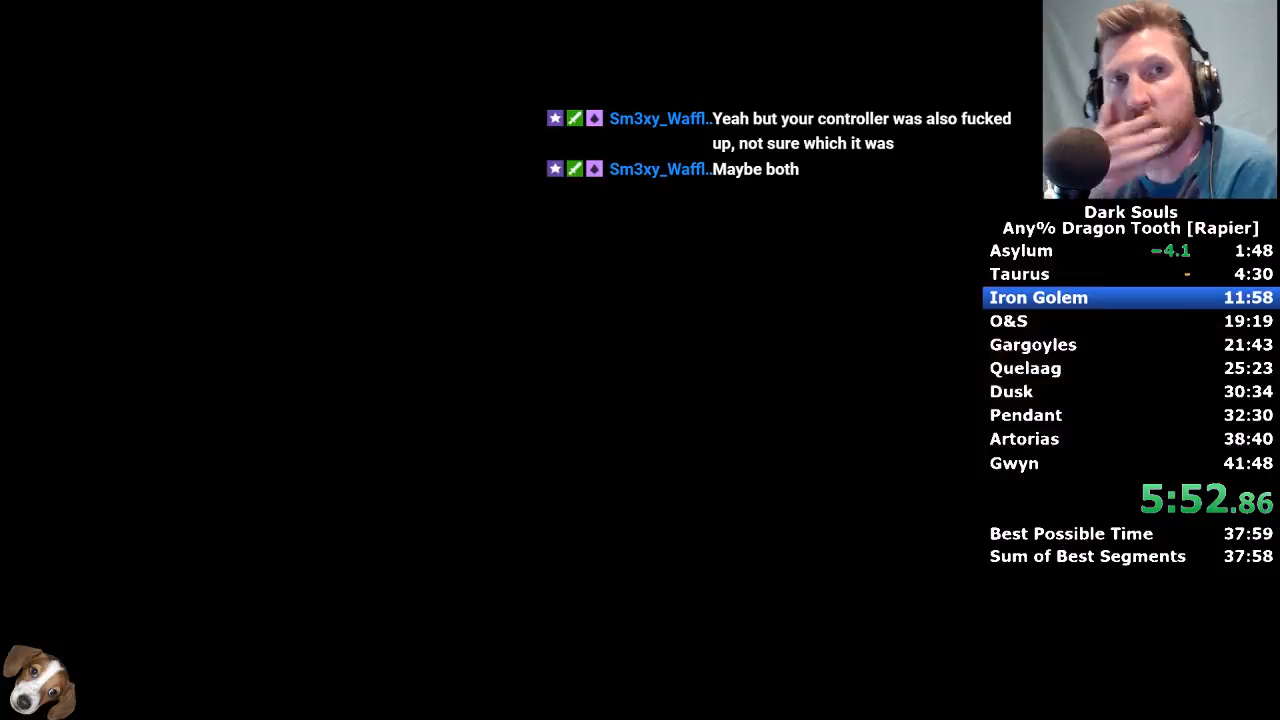 Sm3xy_Waffl..Yeah but your controller was also fucked
up, not sure which it was
Sm3xy_Waffl..Maybe both
Dark Souls
Any% Dragon Tooth [Rapier]
Asylum −4.1 1:48
Taurus - 4:30
Iron Golem 11:58
O&S 19:19
Gargoyles 21:43
Quelaag 25:23
Dusk 30:34
Pendant 32:30
Artorias 38:40
Gwyn 41:48
5:52.86
Best Possible Time 37:59
Sum of Best Segments 37:58